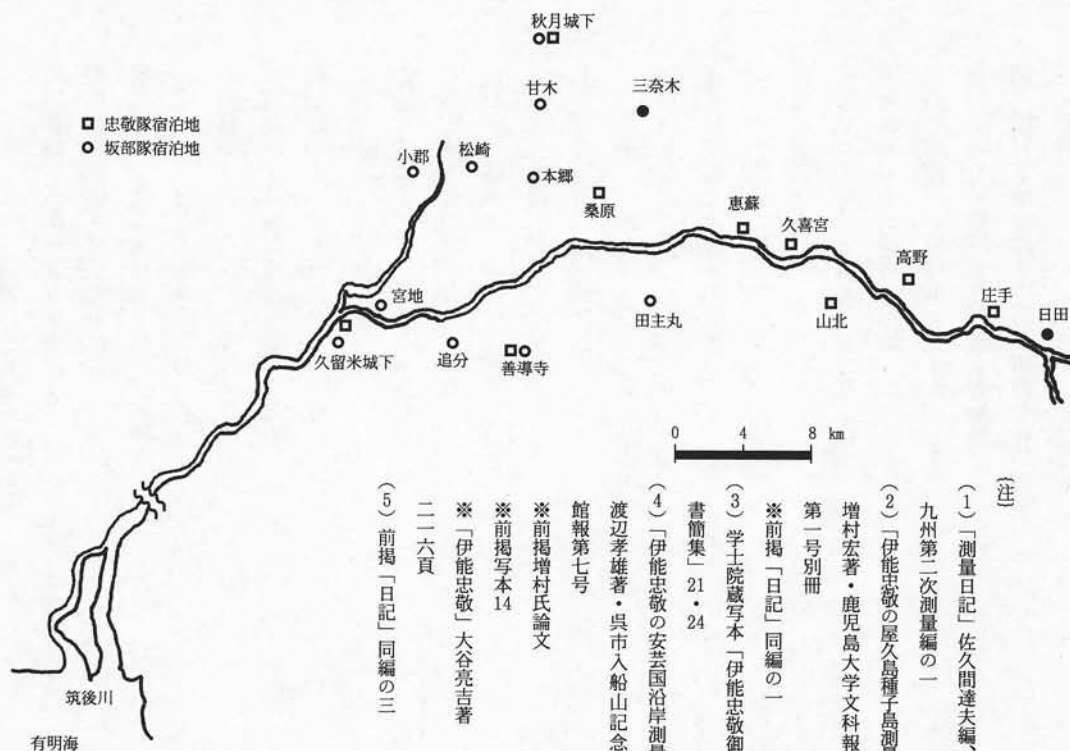 秋月城下
甘木
三奈木
忠敬隊宿泊地
坂部隊宿泊地
小郡
松崎
本郷
桑原
恵蘇
久喜宮
高野
庄手
日田
宮地
田主丸
山北
久留米城下
追分
善導寺
0 4 8 km
筑後川
有明海
(注)
(1)「測量日記」佐久間達夫編、
九州第二次測量編の一
(2)「伊能忠敬の屋久島種子島測量
増村宏著・鹿児島大学文科報
第一号別冊
※前掲「日記」同編の一
(3)学士院蔵写本「伊能忠敬御
書簡集」21・24
(4)「伊能忠敬の安芸国沿岸測量
渡辺孝雄著・呉市入船山記念
館報第七号
※前掲増村氏論文
※前掲写本14
※「伊能忠敬」大谷亮吉著
二一六頁
(5)前掲「日記」同編の三